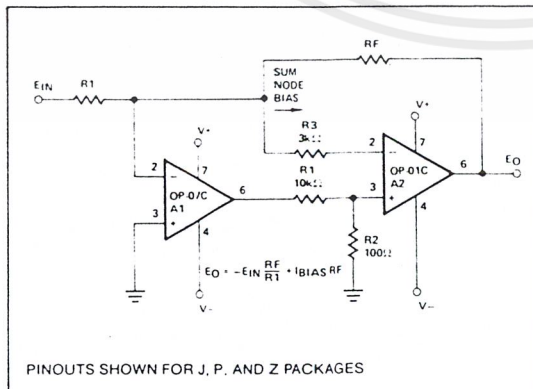 RF
EIN
R1
SUM
NODE
BIAS
V+
R3
3kΩ
2
7
OP-01C
A2
6
EO
V+
2
7
OP-07C
A1
6
R1
10kΩ
3
4
3
4
R2
100Ω
EO = -EIN RF/R1 + IBIAS RF
V-
V-
PINOUTS SHOWN FOR J, P, AND Z PACKAGES